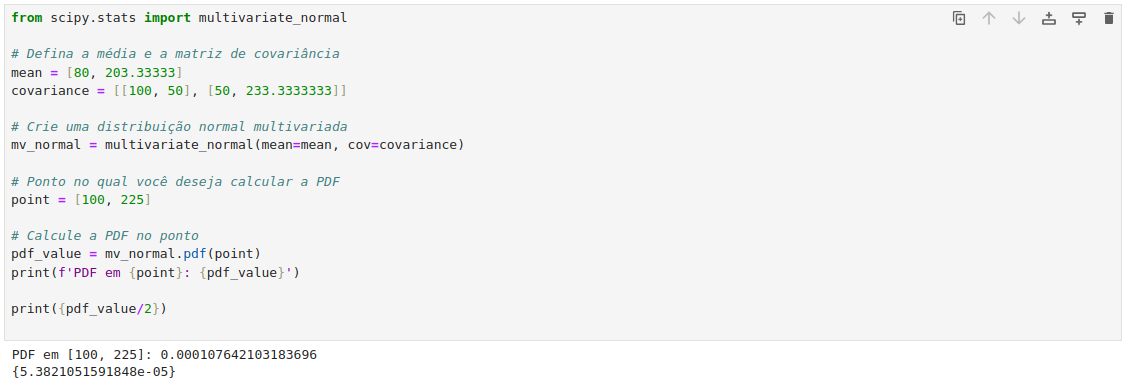 from scipy.stats import multivariate_normal
# Defina a média e a matriz de covariância
mean = [80, 203.33333]
covariance = [[100, 50], [50, 233.3333333]]
# Crie uma distribuição normal multivariada
mv_normal = multivariate_normal(mean=mean, cov=covariance)
# Ponto no qual você deseja calcular a PDF
point = [100, 225]
# Calcule a PDF no ponto
pdf_value = mv_normal.pdf(point)
print(f'PDF em {point}: {pdf_value}')
print({pdf_value/2})
PDF em [100, 225]: 0.000107642103183696
{5.3821051591848e-05}